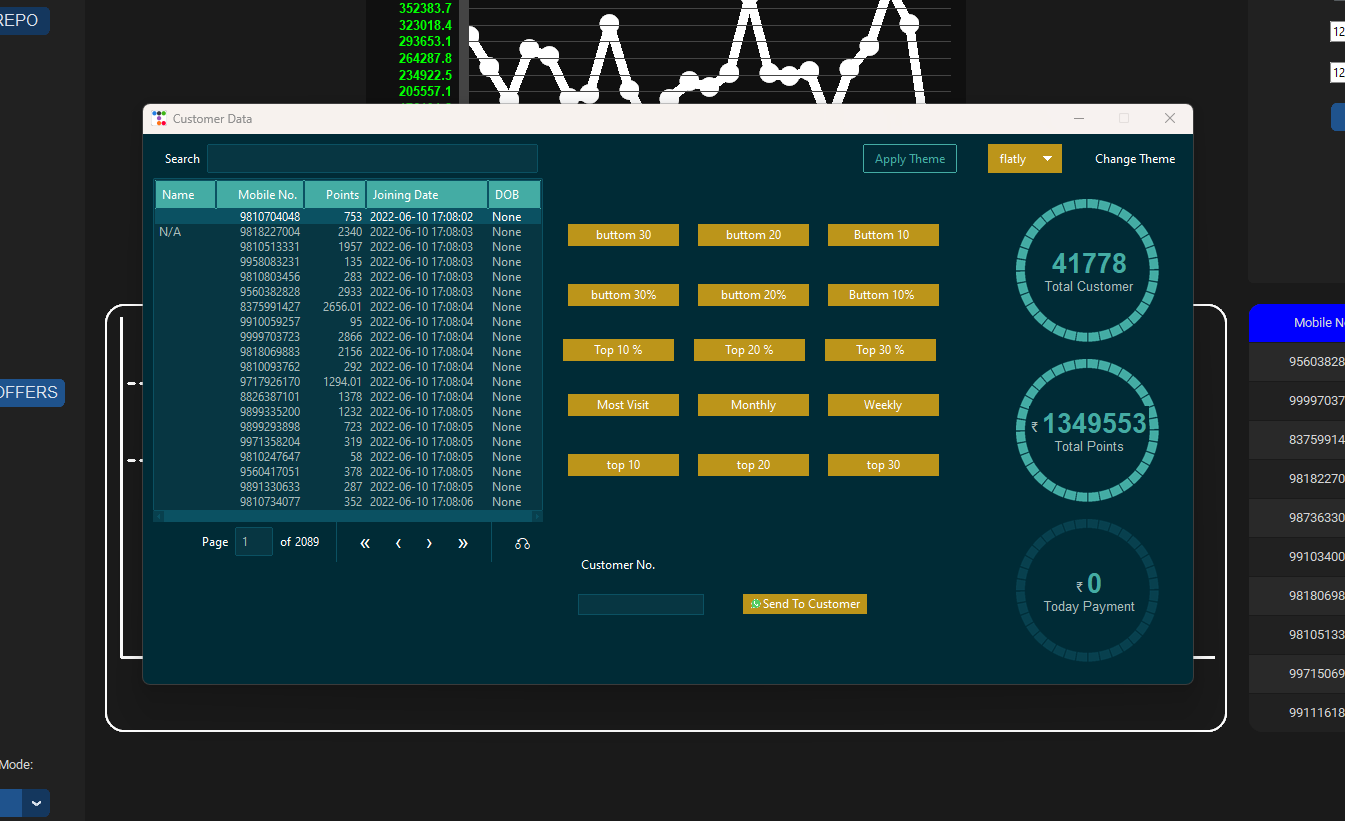 REPO
352383.7
323018.4
293653.1
264287.8
234922.5
205557.1
12
12
Customer Data
Search
Apply Theme
flatly
Change Theme
Name Mobile No. Points Joining Date DOB
9810704048 753 2022-06-10 17:08:02 None
N/A 9818227004 2340 2022-06-10 17:08:03 None
9810513331 1957 2022-06-10 17:08:03 None
9958083231 135 2022-06-10 17:08:03 None
9810803456 283 2022-06-10 17:08:03 None
9560382828 2933 2022-06-10 17:08:03 None
8375991427 2656.01 2022-06-10 17:08:04 None
9910059257 95 2022-06-10 17:08:04 None
9999703723 2866 2022-06-10 17:08:04 None
9818069883 2156 2022-06-10 17:08:04 None
9810093762 292 2022-06-10 17:08:04 None
9717926170 1294.01 2022-06-10 17:08:04 None
8826387101 1378 2022-06-10 17:08:04 None
9899335200 1232 2022-06-10 17:08:05 None
9899293898 723 2022-06-10 17:08:05 None
9971358204 319 2022-06-10 17:08:05 None
9810247647 58 2022-06-10 17:08:05 None
9560417051 378 2022-06-10 17:08:05 None
9891330633 287 2022-06-10 17:08:05 None
9810734077 352 2022-06-10 17:08:06 None
Page 1 of 2089 « ‹ › »
buttom 30 buttom 20 Buttom 10
buttom 30% buttom 20% Buttom 10%
Top 10 % Top 20 % Top 30 %
Most Visit Monthly Weekly
top 10 top 20 top 30
Customer No.
Send To Customer
41778
Total Customer
₹ 1349553
Total Points
₹ 0
Today Payment
OFFERS
Mode:
Mobile N
95603828
99997037
83759914
98182270
98736330
99103400
98180698
98105133
99715069
99111618